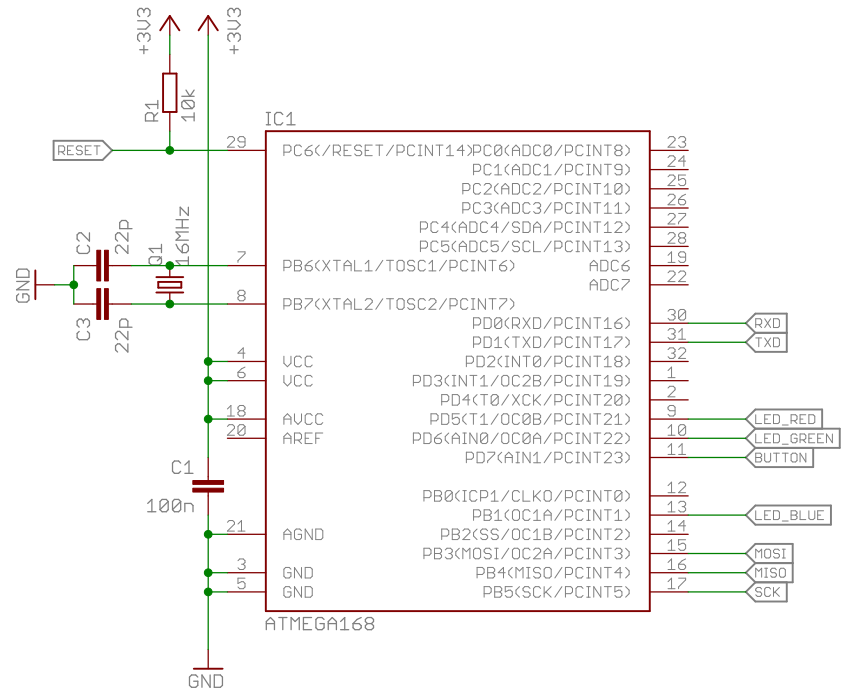 +3V3
+3V3
R1
10k
IC1
RESET
29
PC6(/RESET/PCINT14)
PC0(ADC0/PCINT8)
23
PC1(ADC1/PCINT9)
24
PC2(ADC2/PCINT10)
25
PC3(ADC3/PCINT11)
26
PC4(ADC4/SDA/PCINT12)
27
PC5(ADC5/SCL/PCINT13)
28
C2
22p
Q1
16MHz
7
PB6(XTAL1/TOSC1/PCINT6)
ADC6
19
ADC7
22
GND
8
PB7(XTAL2/TOSC2/PCINT7)
C3
22p
PD0(RXD/PCINT16)
30
RXD
PD1(TXD/PCINT17)
31
TXD
4
VCC
PD2(INT0/PCINT18)
32
6
VCC
PD3(INT1/OC2B/PCINT19)
1
PD4(T0/XCK/PCINT20)
2
18
AVCC
PD5(T1/OC0B/PCINT21)
9
LED_RED
20
AREF
PD6(AIN0/OC0A/PCINT22)
10
LED_GREEN
PD7(AIN1/PCINT23)
11
BUTTON
C1
100n
PB0(ICP1/CLKO/PCINT0)
12
PB1(OC1A/PCINT1)
13
LED_BLUE
21
AGND
PB2(SS/OC1B/PCINT2)
14
PB3(MOSI/OC2A/PCINT3)
15
MOSI
3
GND
PB4(MISO/PCINT4)
16
MISO
5
GND
PB5(SCK/PCINT5)
17
SCK
ATMEGA168
GND